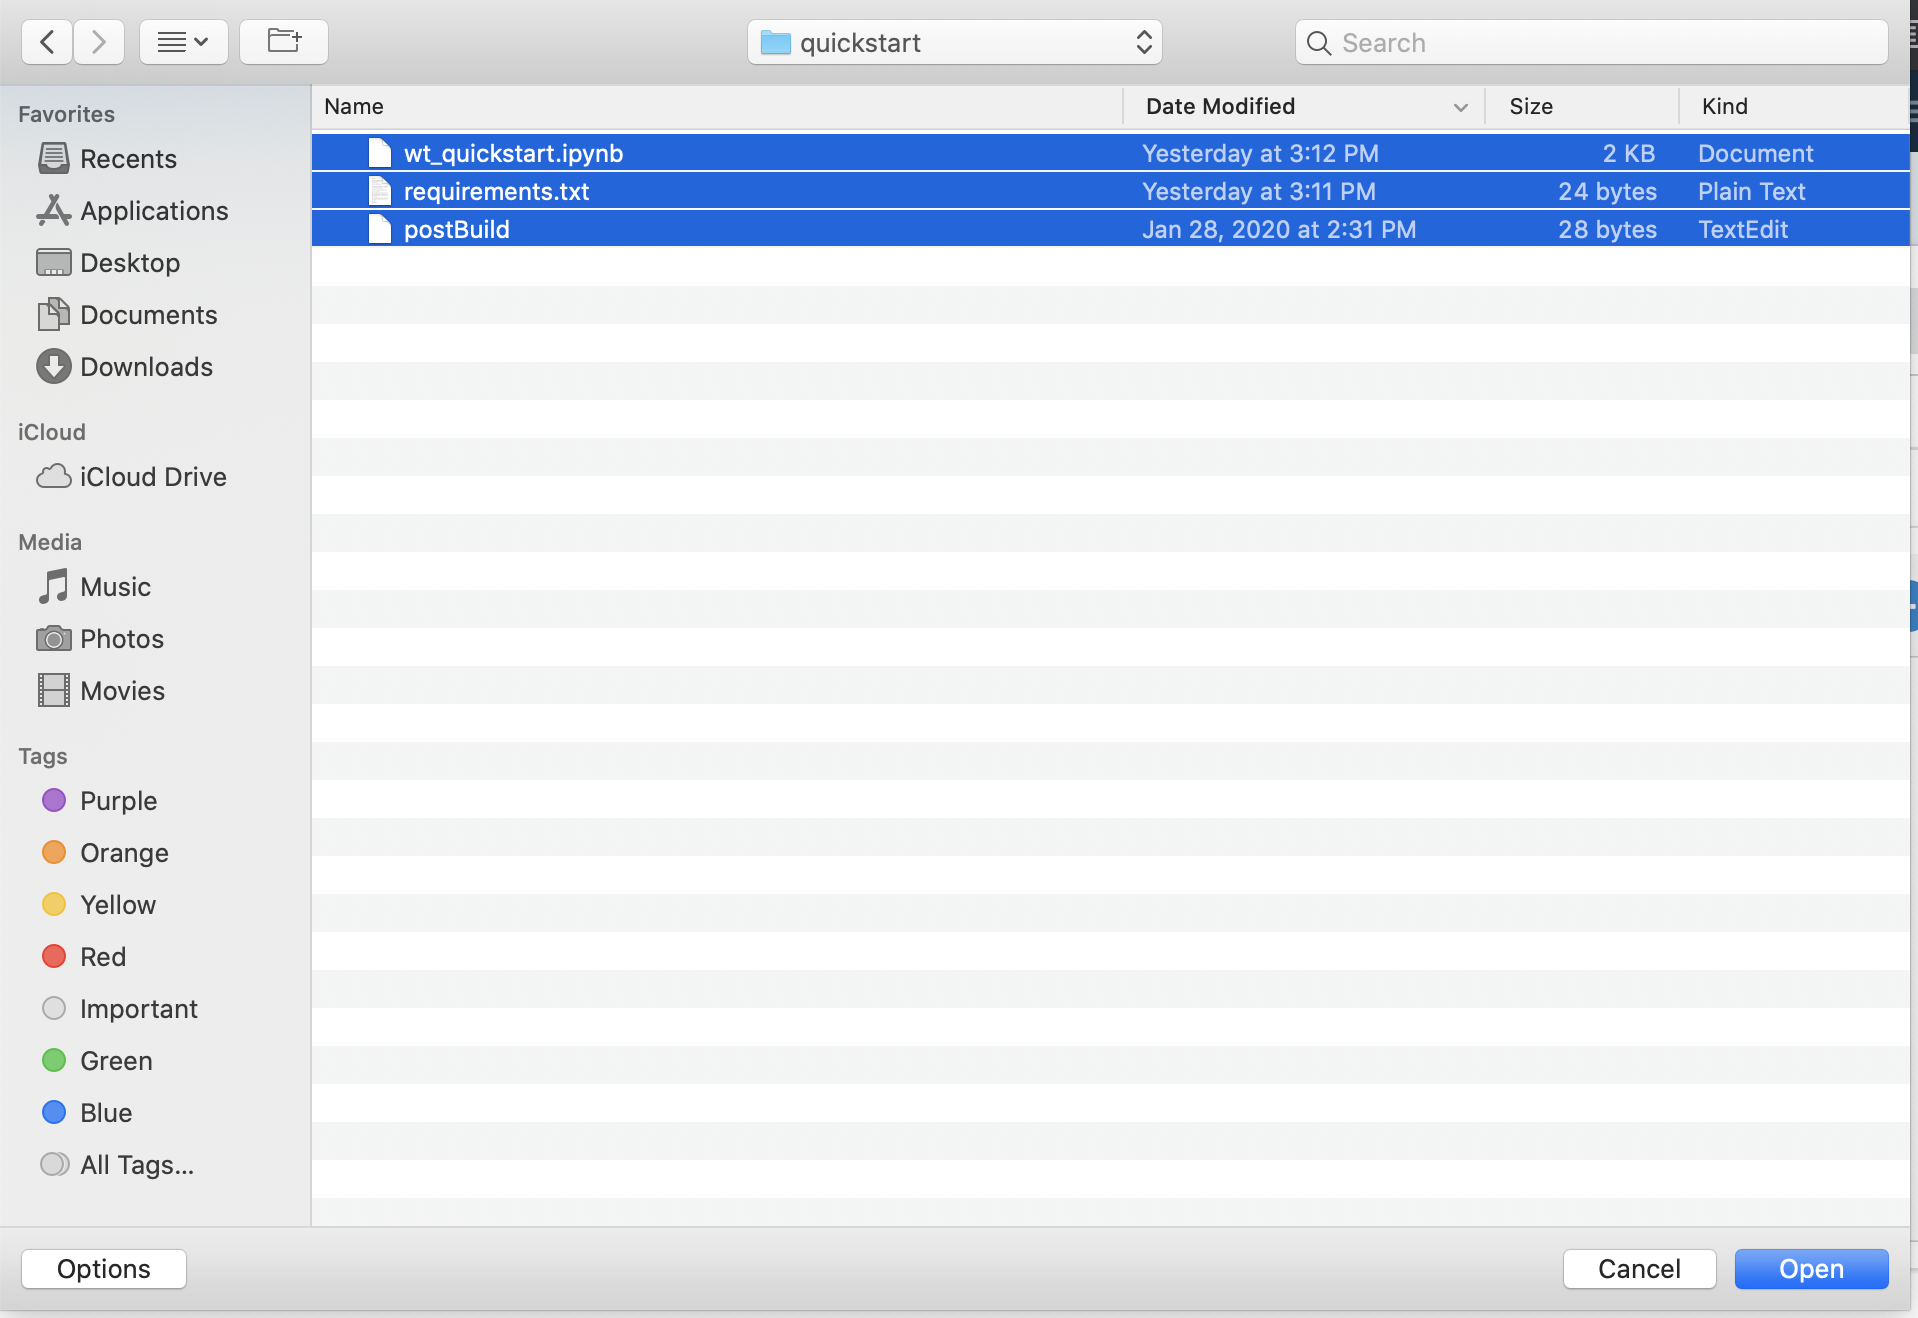 quickstart
Search
Favorites
Recents
Applications
Desktop
Documents
Downloads
iCloud
iCloud Drive
Media
Music
Photos
Movies
Tags
Purple
Orange
Yellow
Red
Important
Green
Blue
All Tags...
Name Date Modified Size Kind
wt_quickstart.ipynb Yesterday at 3:12 PM 2 KB Document
requirements.txt Yesterday at 3:11 PM 24 bytes Plain Text
postBuild Jan 28, 2020 at 2:31 PM 28 bytes TextEdit
Options Cancel Open